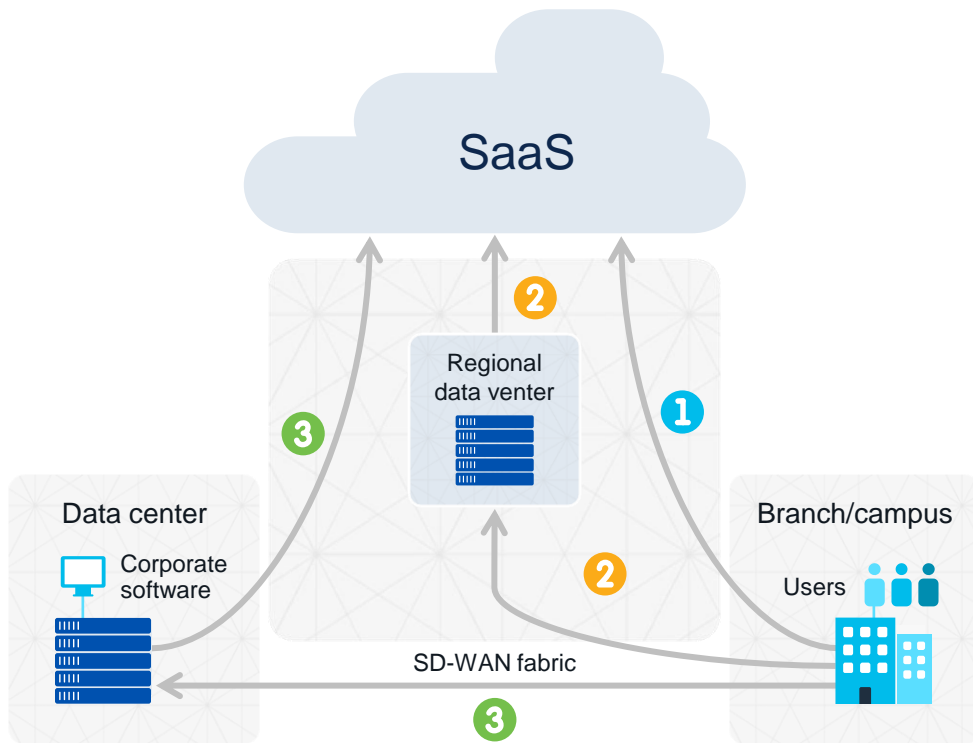 SaaS
2
Regional
data venter
1
3
Data center
Corporate
software
Branch/campus
Users
2
SD-WAN fabric
3